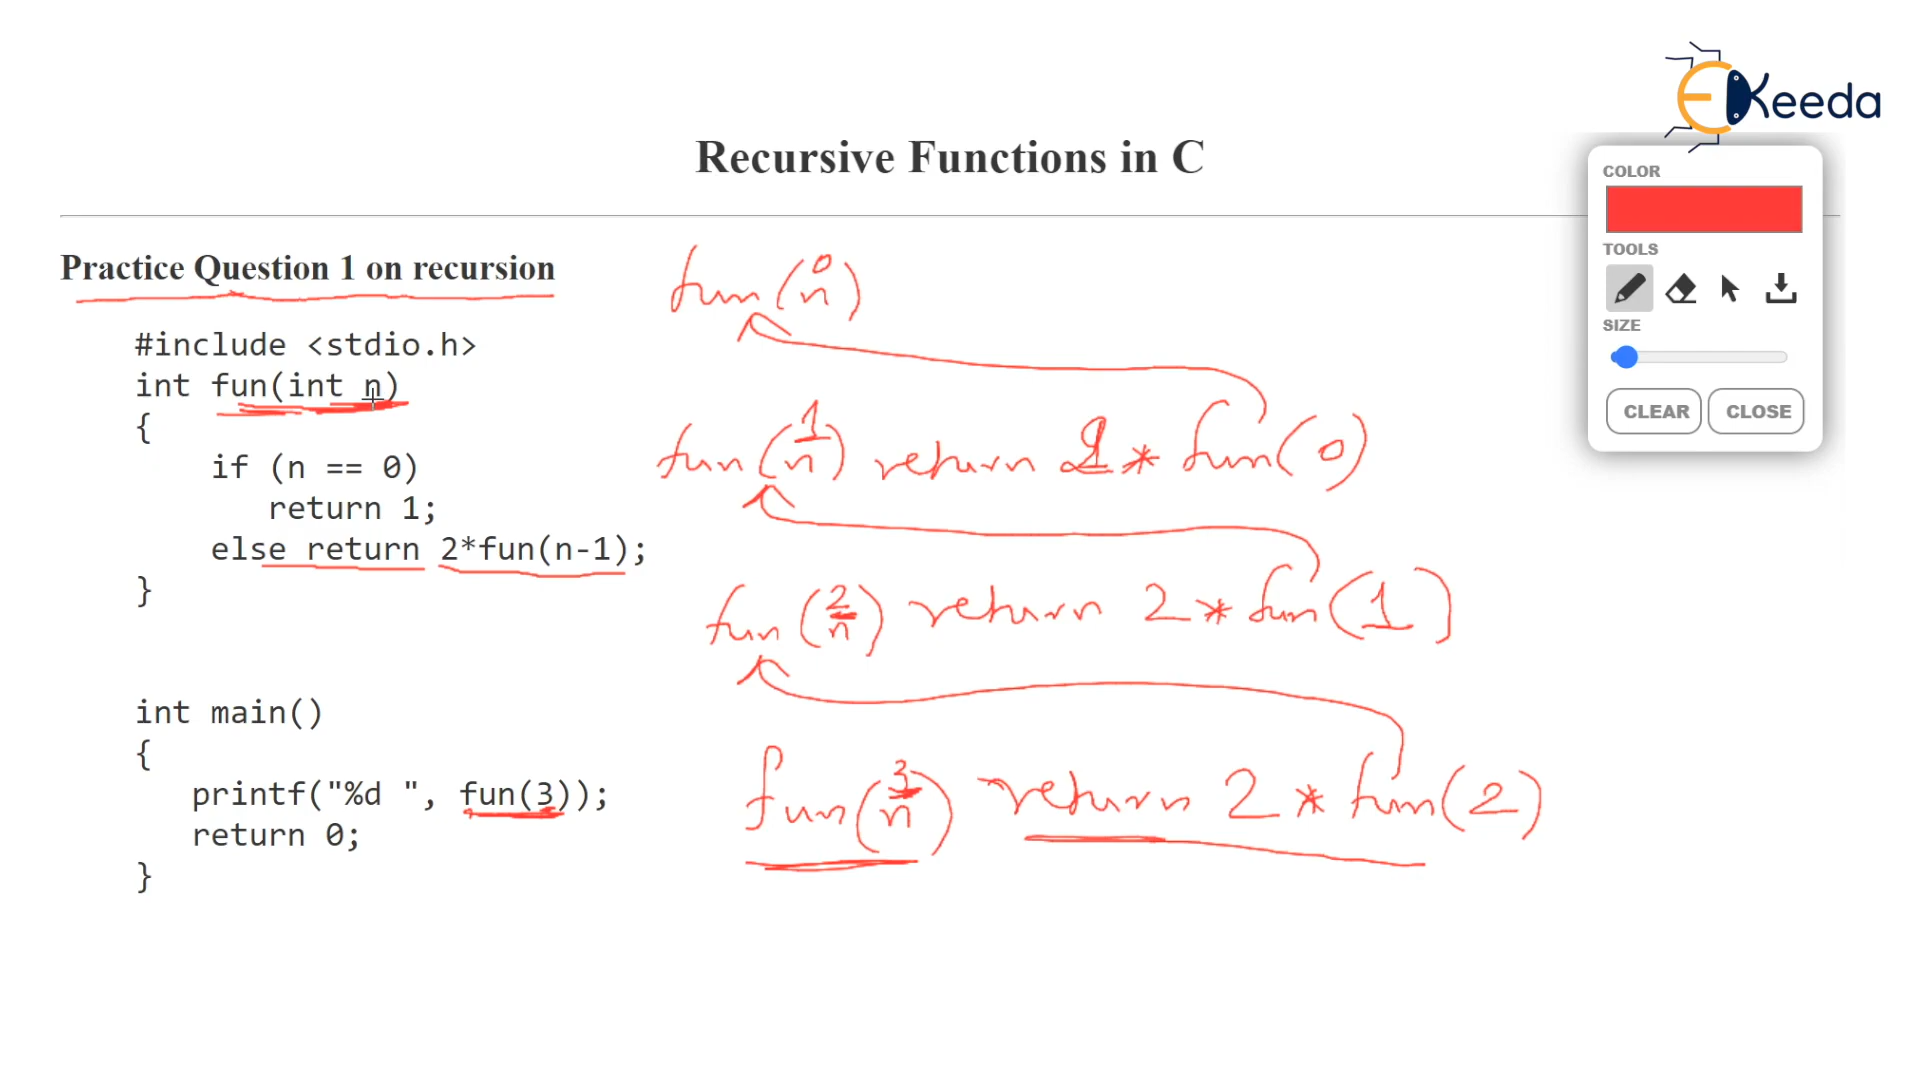 Keeda
Recursive Functions in C
COLOR
TOOLS
SIZE
CLEAR CLOSE
Practice Question 1 on recursion
#include <stdio.h>
int fun(int n)
{
if (n == 0)
return 1;
else return 2*fun(n-1);
}
int main()
{
printf("%d ", fun(3));
return 0;
}
0
fun(n)
1
fun(n) return 2 * fun(0)
2
fun(n) return 2 * fun(1)
3
fun(n) return 2 * fun(2)